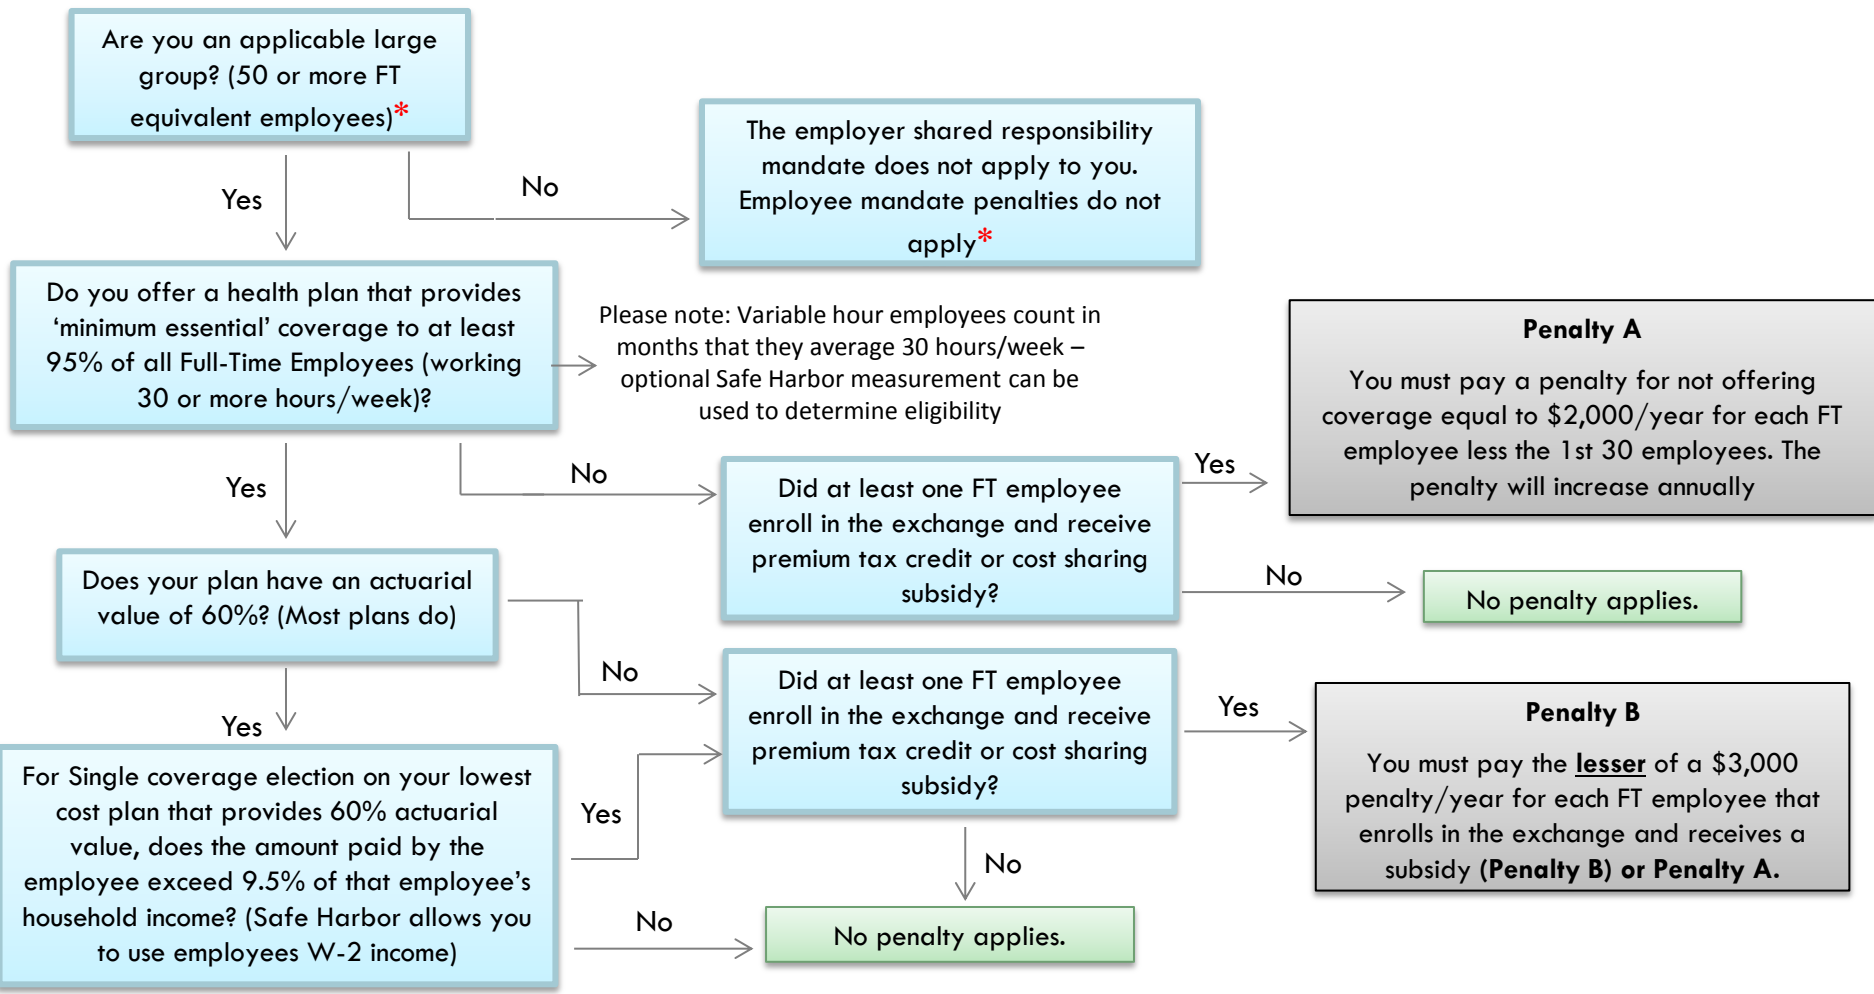 Are you an applicable large
group? (50 or more FT
equivalent employees)*
Yes
No
The employer shared responsibility
mandate does not apply to you.
Employee mandate penalties do not
apply*
Do you offer a health plan that provides
‘minimum essential’ coverage to at least
95% of all Full-Time Employees (working
30 or more hours/week)?
Please note: Variable hour employees count in
months that they average 30 hours/week –
optional Safe Harbor measurement can be
used to determine eligibility
Yes
No
Did at least one FT employee
enroll in the exchange and receive
premium tax credit or cost sharing
subsidy?
Yes
Penalty A
You must pay a penalty for not offering
coverage equal to $2,000/year for each FT
employee less the 1st 30 employees. The
penalty will increase annually
No
No penalty applies.
Does your plan have an actuarial
value of 60%? (Most plans do)
No
Yes
Did at least one FT employee
enroll in the exchange and receive
premium tax credit or cost sharing
subsidy?
Yes
Penalty B
You must pay the lesser of a $3,000
penalty/year for each FT employee that
enrolls in the exchange and receives a
subsidy (Penalty B) or Penalty A.
For Single coverage election on your lowest
cost plan that provides 60% actuarial
value, does the amount paid by the
employee exceed 9.5% of that employee’s
household income? (Safe Harbor allows you
to use employees W-2 income)
Yes
No
No
No penalty applies.